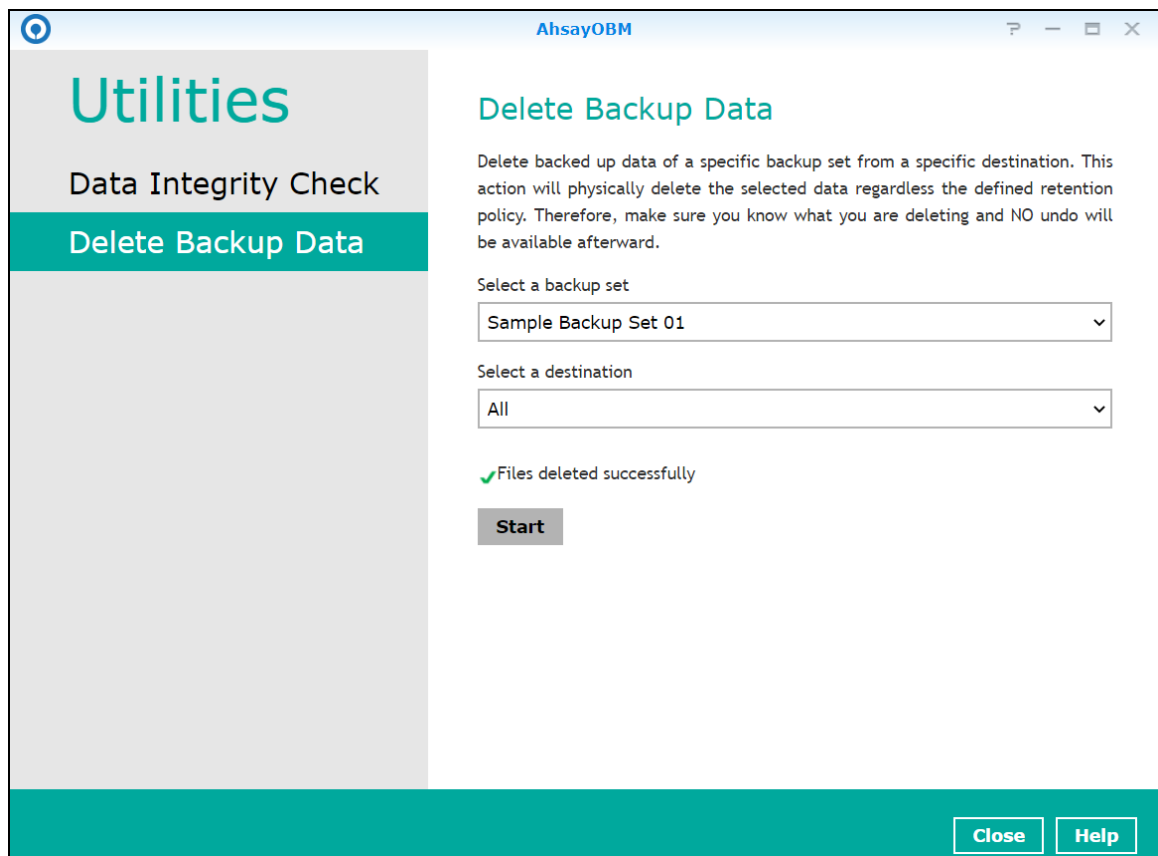 AhsayOBM
Utilities
Data Integrity Check
Delete Backup Data
Delete Backup Data
Delete backed up data of a specific backup set from a specific destination. This
action will physically delete the selected data regardless the defined retention
policy. Therefore, make sure you know what you are deleting and NO undo will
be available afterward.
Select a backup set
Sample Backup Set 01
Select a destination
All
Files deleted successfully
Start
Close
Help